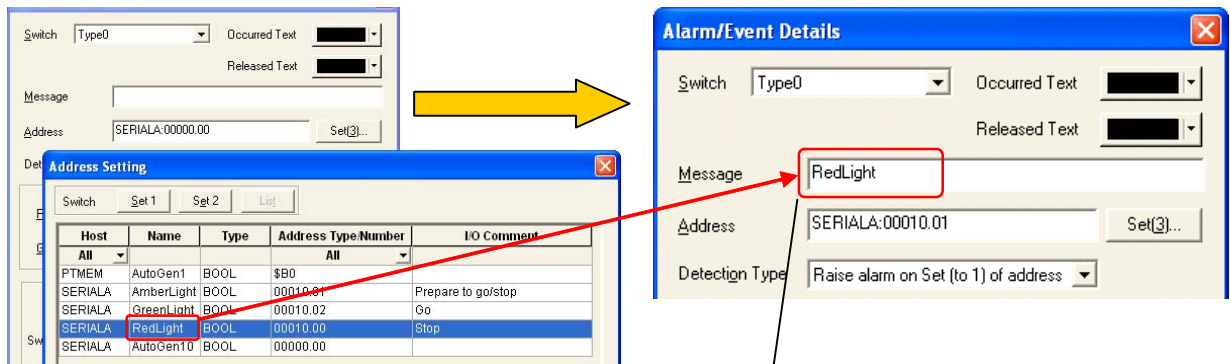 Switch Type0 Occurred Text
Released Text
Message
Address SERIALA:00000.00 Set(3)...
Det
Address Setting
Switch Set 1 Set 2 List
Host Name Type Address Type/Number I/O Comment
All All
PTMEM AutoGen1 BOOL $B0
SERIALA AmberLight BOOL 00010.01 Prepare to go/stop
SERIALA GreenLight BOOL 00010.02 Go
SERIALA RedLight BOOL 00010.00 Stop
SERIALA AutoGen10 BOOL 00000.00
Sw
Alarm/Event Details
Switch Type0 Occurred Text
Released Text
Message RedLight
Address SERIALA:00010.01 Set(3)...
Detection Type Raise alarm on Set (to 1) of address